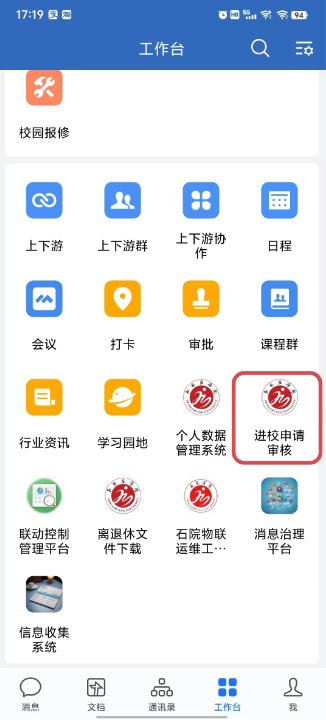 17:19
5G
94
工作台
校园报修
上下游
上下游群
上下游协
作
日程
会议
打卡
审批
课程群
行业资讯
学习园地
个人数据
管理系统
进校申请
审核
联动控制
管理平台
离退休文
件下载
石院物联
运维工…
消息治理
平台
信息收集
系统
消息
文档
通讯录
工作台
我